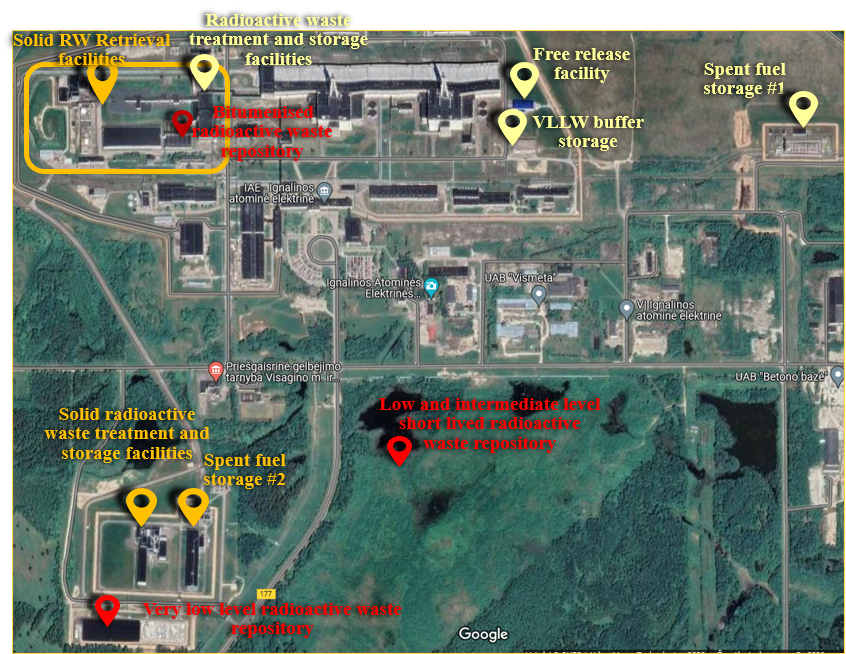 Radioactive waste
treatment and storage
facilities
Solid RW Retrieval
facilities
Free release
facility
Spent fuel
storage #1
Bitumenised
radioactive waste
repository
VLLW buffer
storage
IAE - Ignalinos
atominė elektrinė
Ignalinos Atominės
Elektrinės...
UAB "Vismeta"
VĮ Ignalinos
atominė elektrinė
Priešgaisrinė gelbėjimo
tarnyba Visagino m. ir...
UAB "Betono bazė"
Low and intermediate level
short lived radioactive
waste repository
Solid radioactive
waste treatment and
storage facilities
Spent fuel
storage #2
177
Very low level radioactive waste
repository
Google